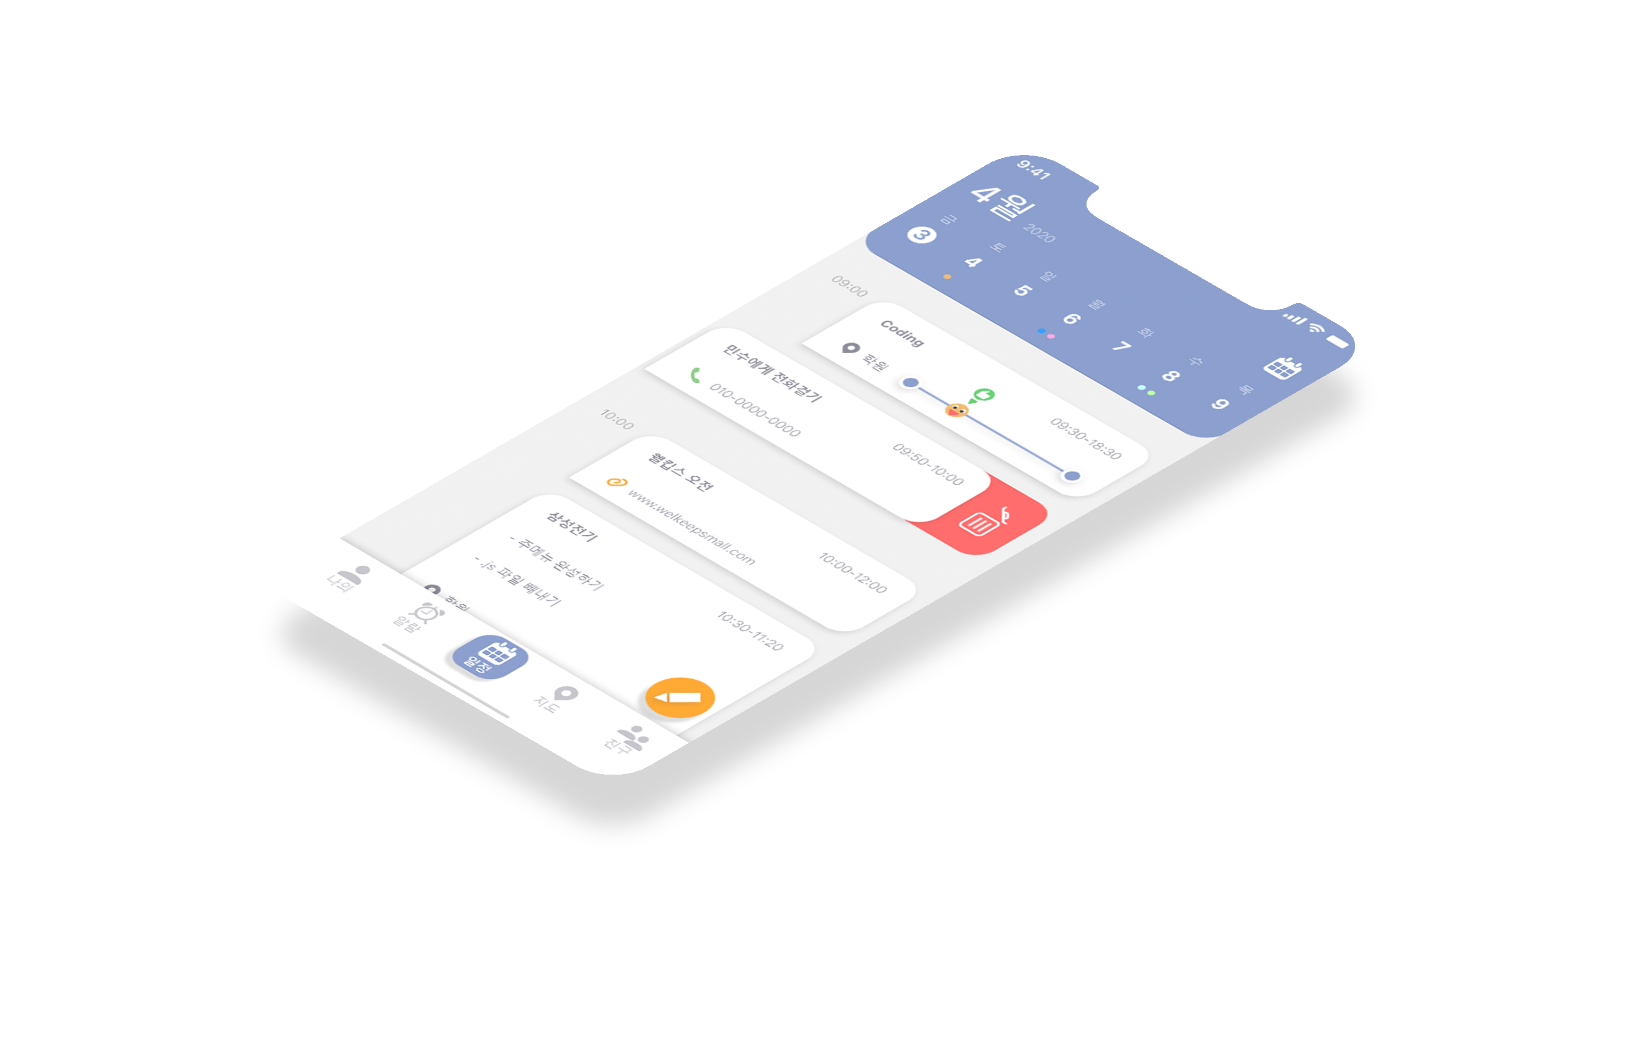 9:41
4월
2020
금 토 일 월 화 수 목
3 4 5 6 7 8 9
09:00
Coding
학원
09:30-18:30
민수에게 전화걸기
010-0000-0000
09:50-10:00
10:00
웰킵스 오전
www.welkeepsmall.com
10:00-12:00
삼성전기
- 주메뉴 완성하기
- .js 파일 빼내기
10:30-11:20
학원
나의
알람
일정
지도
친구